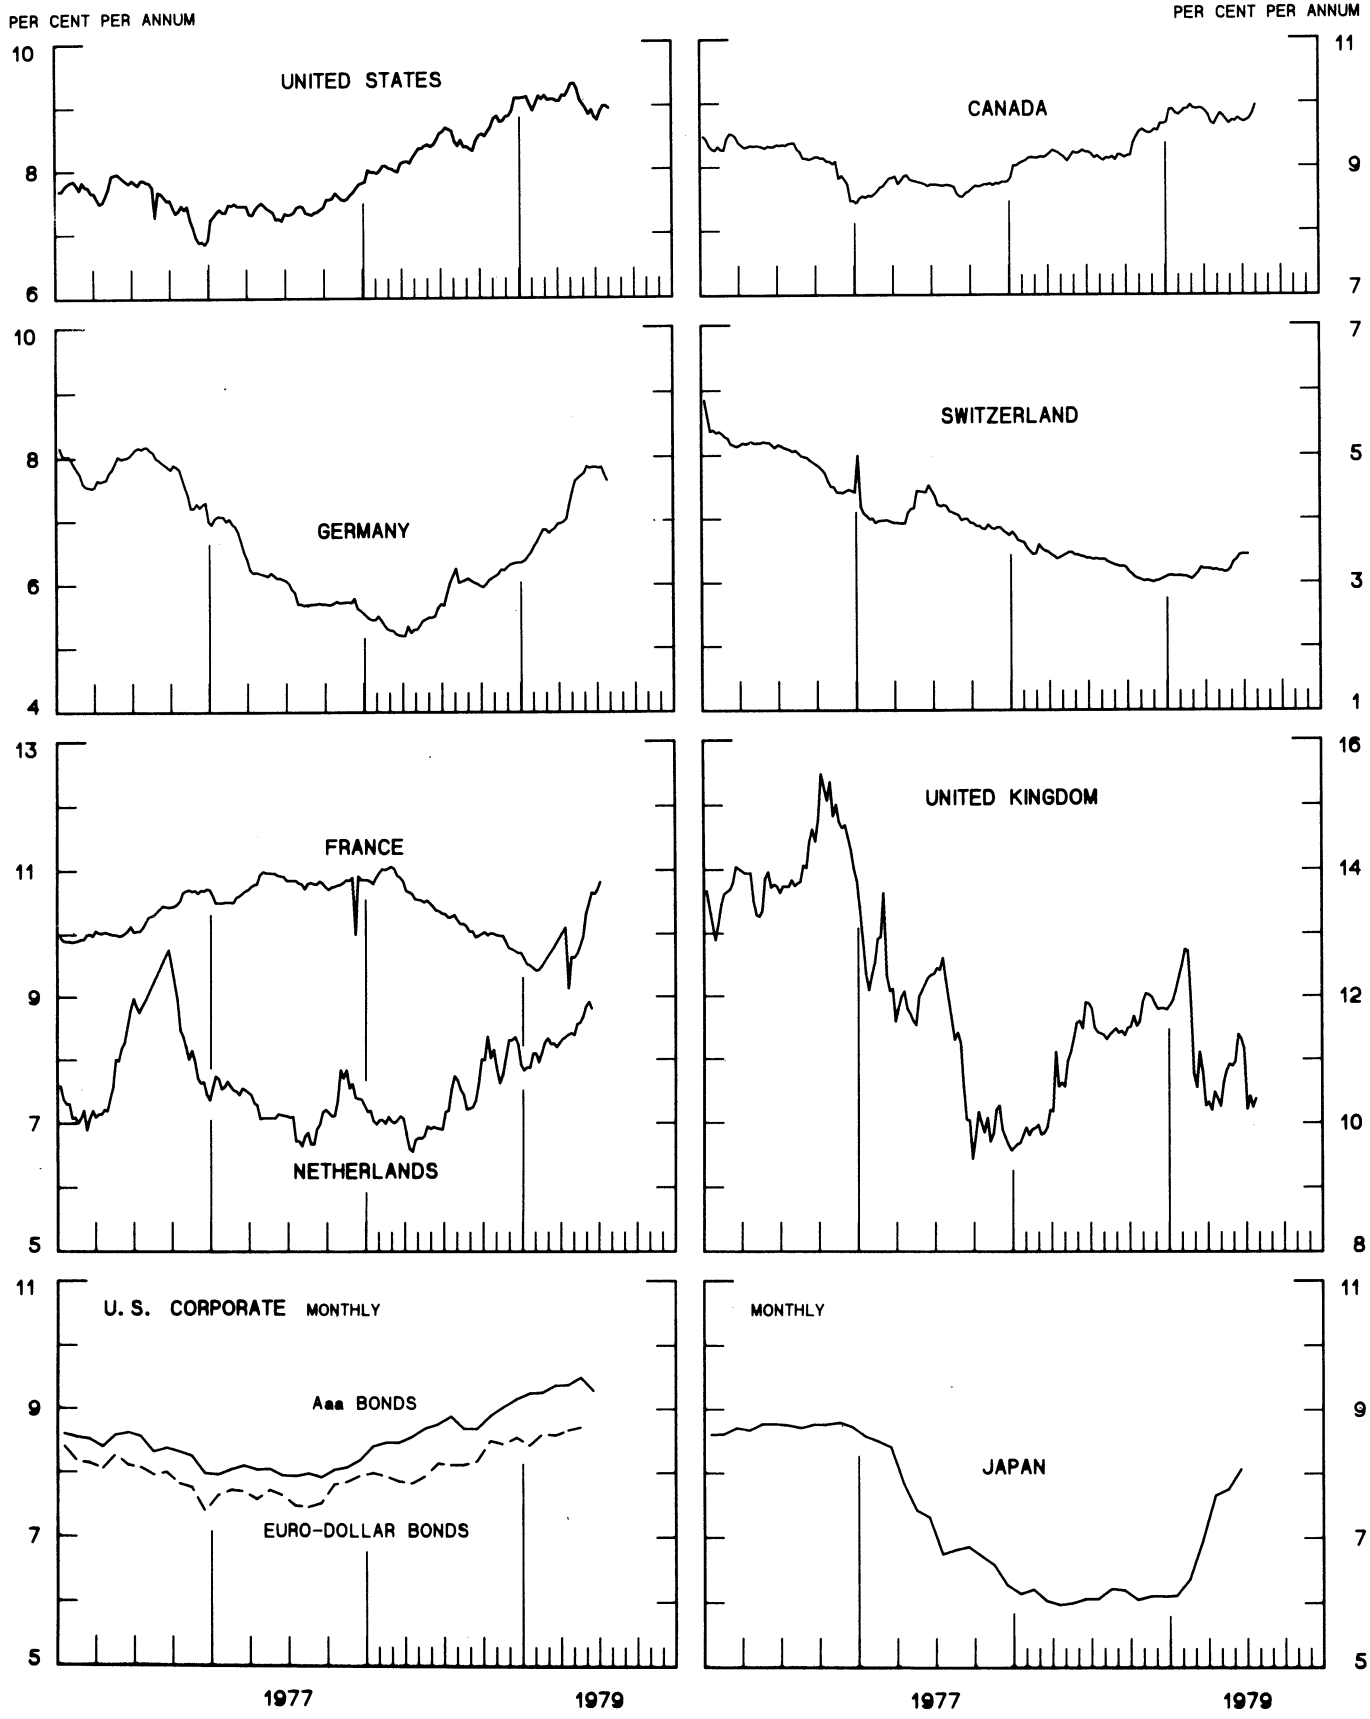 PER CENT PER ANNUM
PER CENT PER ANNUM
10
UNITED STATES
8
6
CANADA
11
9
7
10
8
GERMANY
6
4
7
SWITZERLAND
5
3
1
13
FRANCE
11
9
7
NETHERLANDS
5
16
UNITED KINGDOM
14
12
10
8
11
U.S. CORPORATE MONTHLY
Aaa BONDS
9
EURO-DOLLAR BONDS
7
5
MONTHLY
11
9
JAPAN
7
5
1977
1979
1977
1979